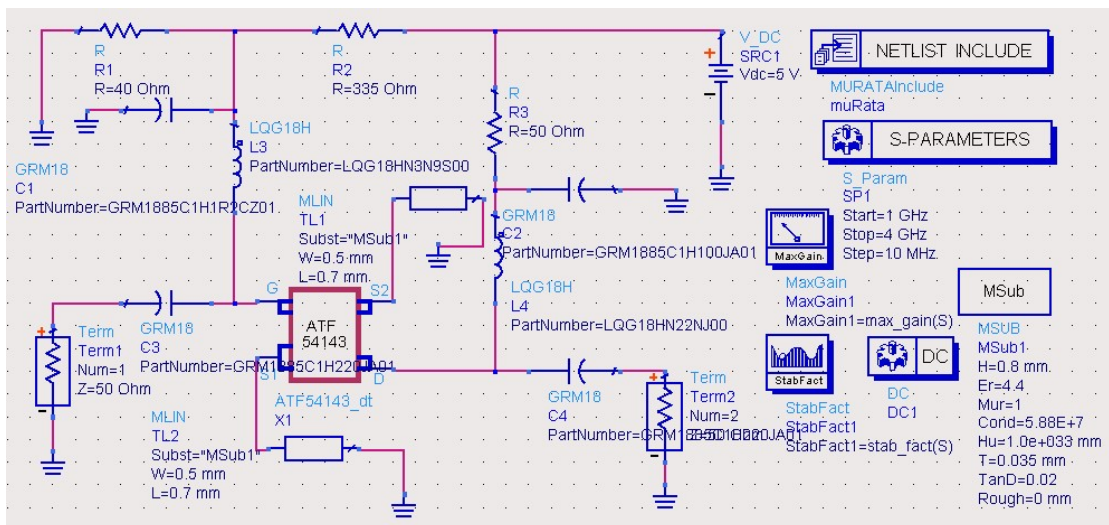 R
R1
R=40 Ohm
R
R2
R=335 Ohm
V_DC
SRC1
Vdc=5 V
NETLIST INCLUDE
MURATAInclude
muRata
R
R3
R=50 Ohm
LQG18H
L3
PartNumber=LQG18HN3N9S00
GRM18
C1
PartNumber=GRM1885C1H1R2CZ01
S-PARAMETERS
S_Param
SP1
Start=1 GHz
Stop=4 GHz
Step=10 MHz
MLIN
TL1
Subst="MSub1"
W=0.5 mm
L=0.7 mm
GRM18
C2
PartNumber=GRM1885C1H100JA01
MaxGain
MaxGain
MaxGain1
MaxGain1=max_gain(S)
LQG18H
L4
PartNumber=LQG18HN22NJ00
MSub
MSUB
MSub1
H=0.8 mm
Er=4.4
Mur=1
Cond=5.88E+7
Hu=1.0e+033 mm
T=0.035 mm
TanD=0.02
Rough=0 mm
G
S2
S1
D
ATF
54143
ATF54143_dt
X1
Term
Term1
Num=1
Z=50 Ohm
GRM18
C3
PartNumber=GRM1885C1H220JA01
MLIN
TL2
Subst="MSub1"
W=0.5 mm
L=0.7 mm
GRM18
C4
Term
Term2
Num=2
StabFact
StabFact
StabFact1
StabFact1=stab_fact(S)
DC
DC
DC1